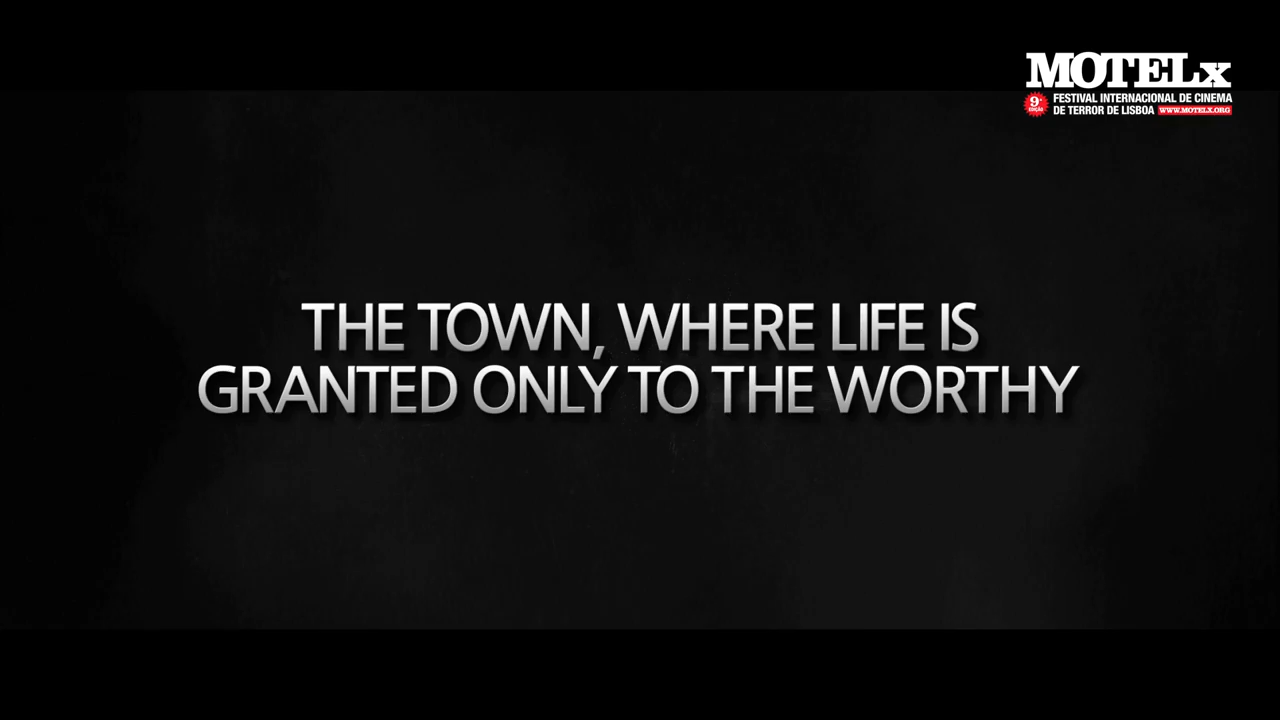 MOTELX
9ª
EDIÇÃO
FESTIVAL INTERNACIONAL DE CINEMA
DE TERROR DE LISBOA WWW.MOTELX.ORG
THE TOWN, WHERE LIFE IS
GRANTED ONLY TO THE WORTHY